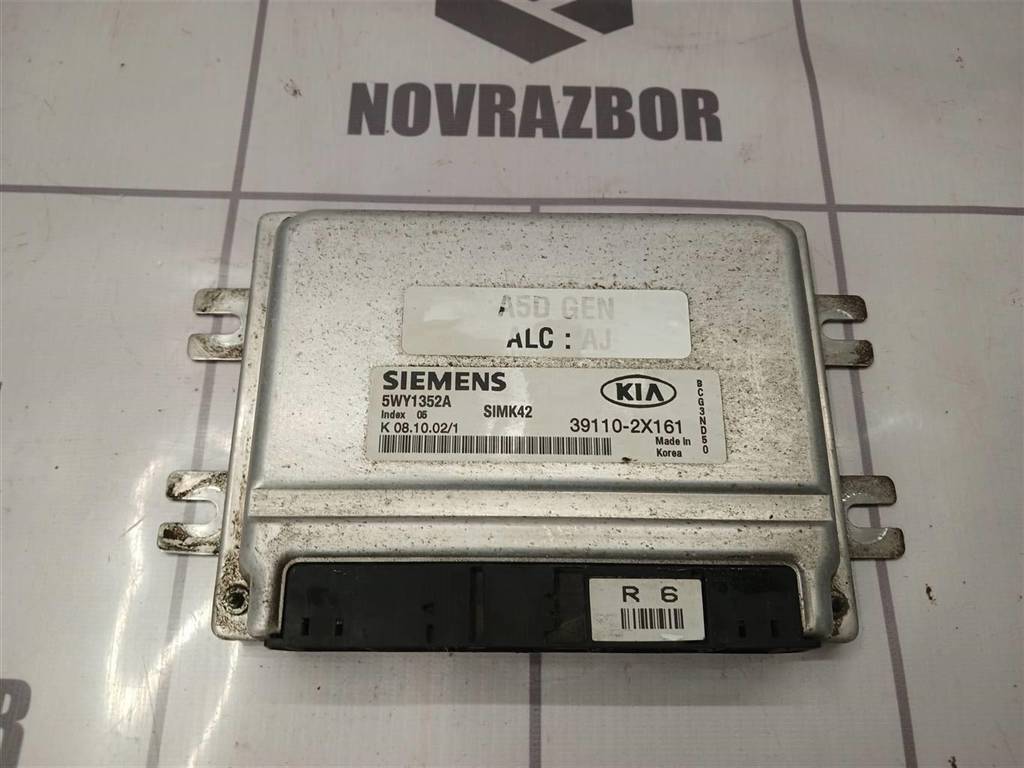 NOVRAZBOR
A5D GEN
ALC : AJ
SIEMENS
5WY1352A
Index 05
SIMK42
K 08.10.02/1
KIA
39110-2X161
Made In
Korea
BCG3ND50
R 6
R